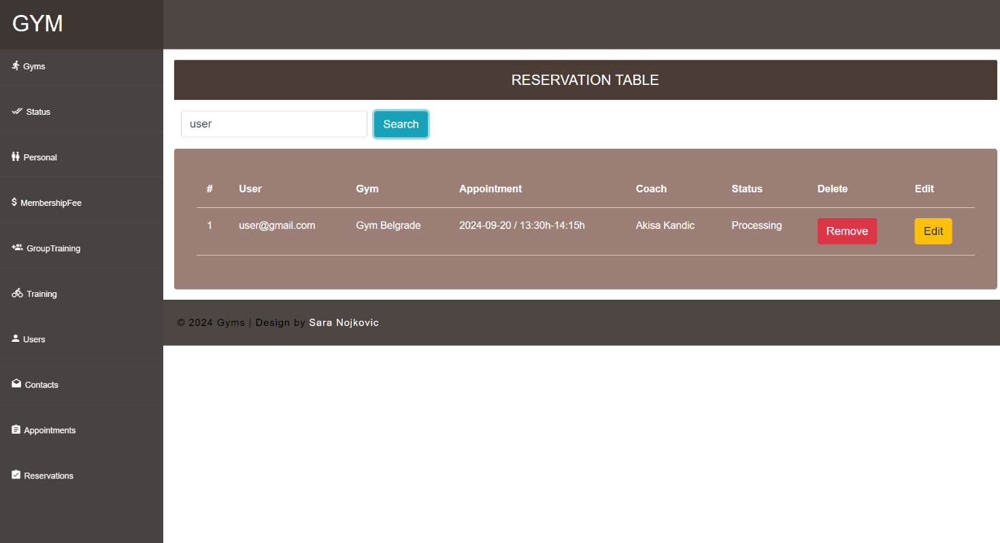 GYM
Gyms
Status
Personal
$ MembershipFee
GroupTraining
Training
Users
Contacts
Appointments
Reservations
RESERVATION TABLE
user Search
# User Gym Appointment Coach Status Delete Edit
1 user@gmail.com Gym Belgrade 2024-09-20 / 13:30h-14:15h Akisa Kandic Processing Remove Edit
© 2024 Gyms | Design by Sara Nojkovic